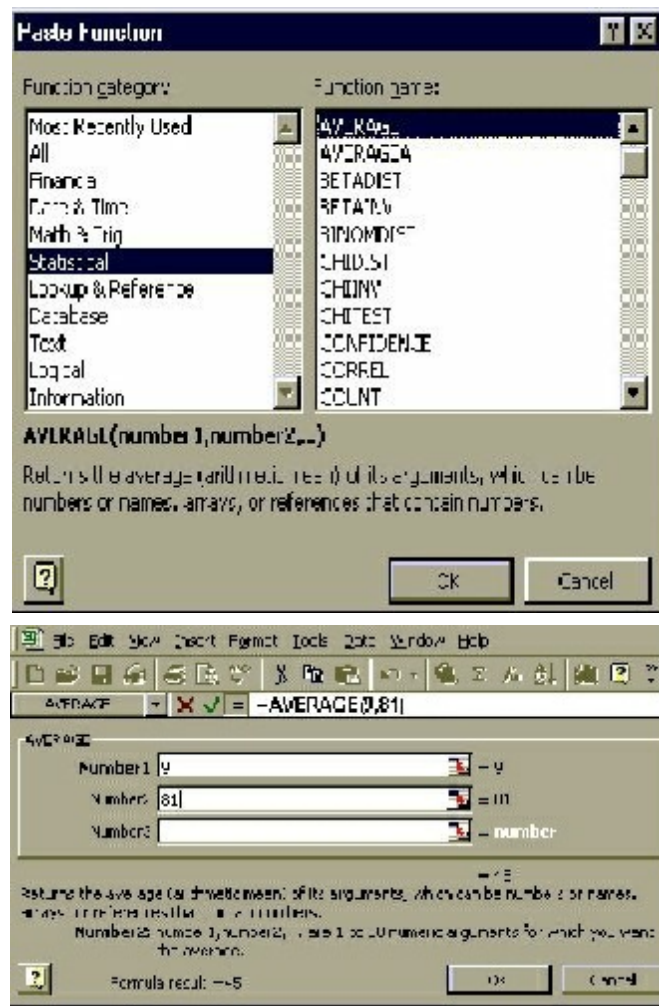 Paste Function
Function category:
Function name:
Most Recently Used
All
Financial
Date & Time
Math & Trig
Statistical
Lookup & Reference
Database
Text
Logical
Information
AVERAGE
AVERAGEA
BETADIST
BETAINV
BINOMDIST
CHIDIST
CHIINV
CHITEST
CONFIDENCE
CORREL
COUNT
AVERAGE(number1,number2,...)
Returns the average (arithmetic mean) of its arguments, which can be
numbers or names, arrays, or references that contain numbers.
OK
Cancel
File Edit View Insert Format Tools Data Window Help
AVERAGE =AVERAGE(9,81)
AVERAGE
Number1 9 = 9
Number2 81 = 81
Number3 = number
= 45
Returns the average (arithmetic mean) of its arguments, which can be numbers or names,
arrays, or references that contain numbers.
Number2: number1,number2,... are 1 to 30 numeric arguments for which you want
the average.
Formula result =45
OK
Cancel